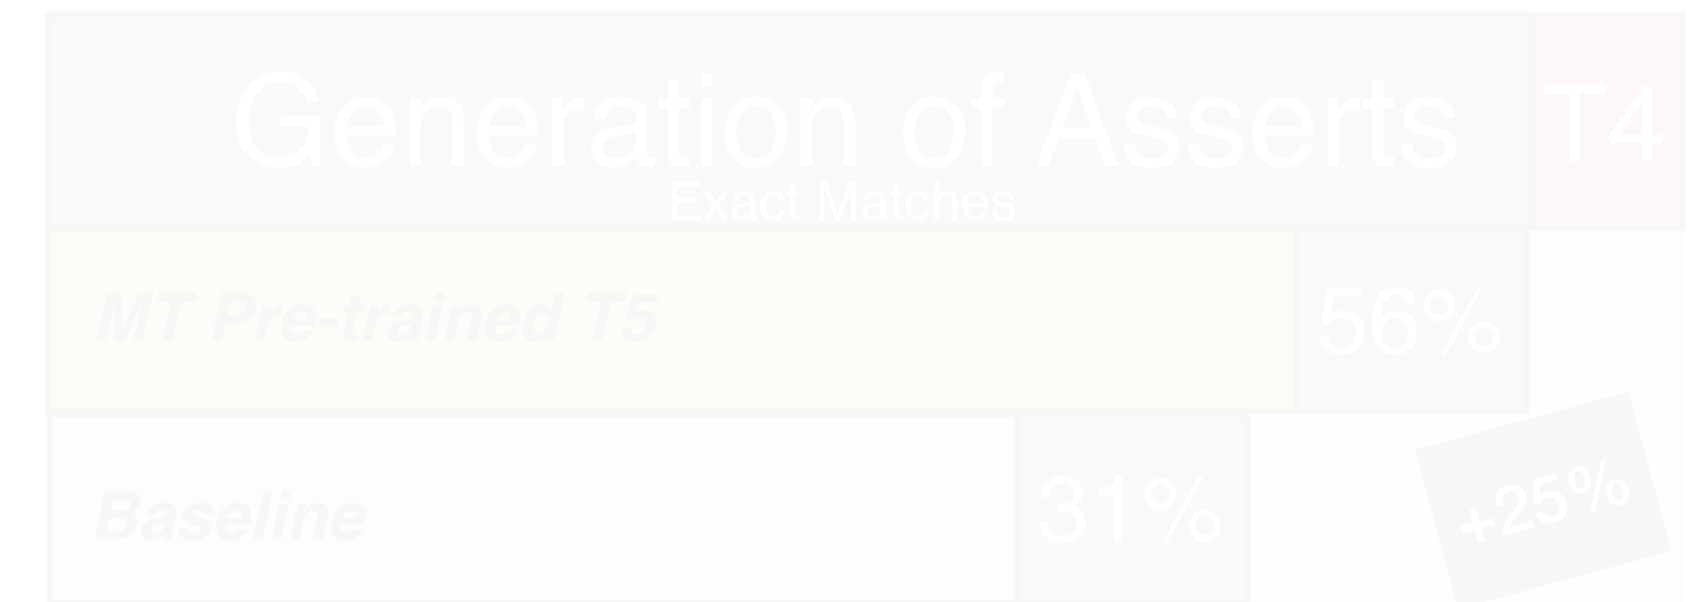 Generation of Asserts T4
Exact Matches
MT Pre-trained T5 56%
Baseline 31%
+25%